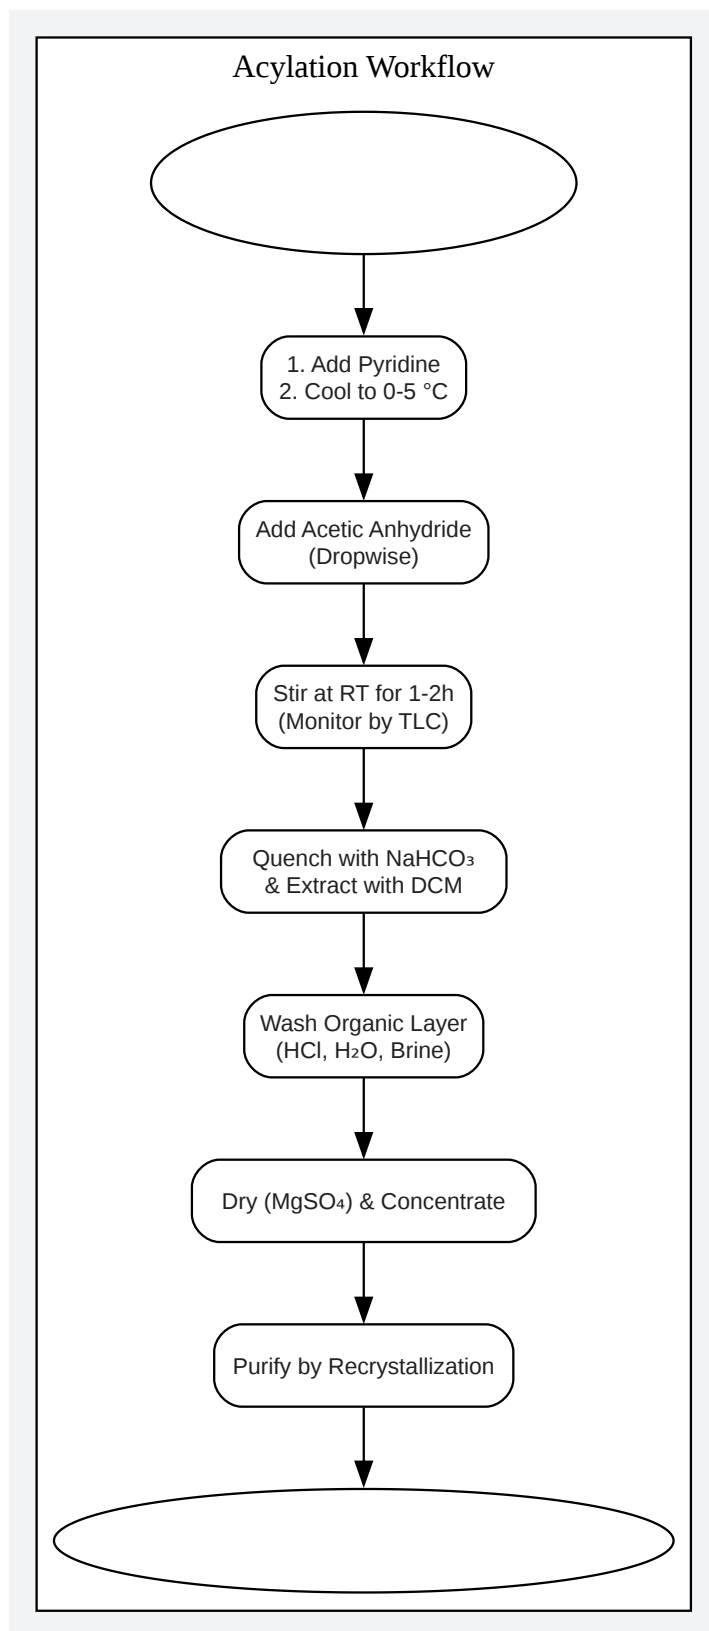 Acylation Workflow
1. Add Pyridine
2. Cool to 0-5 °C
Add Acetic Anhydride
(Dropwise)
Stir at RT for 1-2h
(Monitor by TLC)
Quench with NaHCO₃
& Extract with DCM
Wash Organic Layer
(HCl, H₂O, Brine)
Dry (MgSO₄) & Concentrate
Purify by Recrystallization